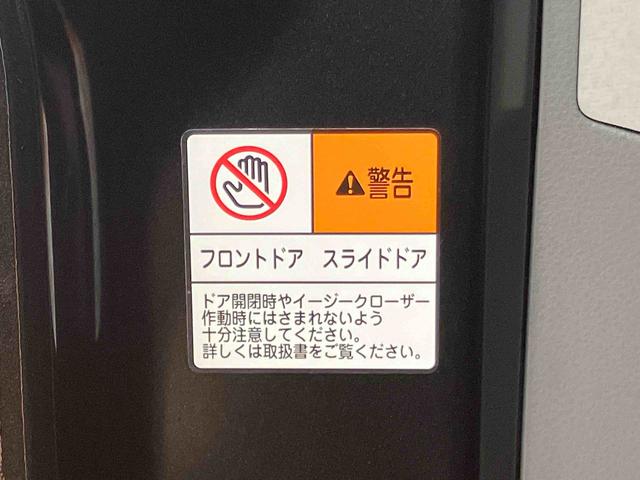 ⚠警告
フロントドア　スライドドア
ドア開閉時やイージークローザー
作動時にはさまれないよう
十分注意してください。
詳しくは取扱書をご覧ください。